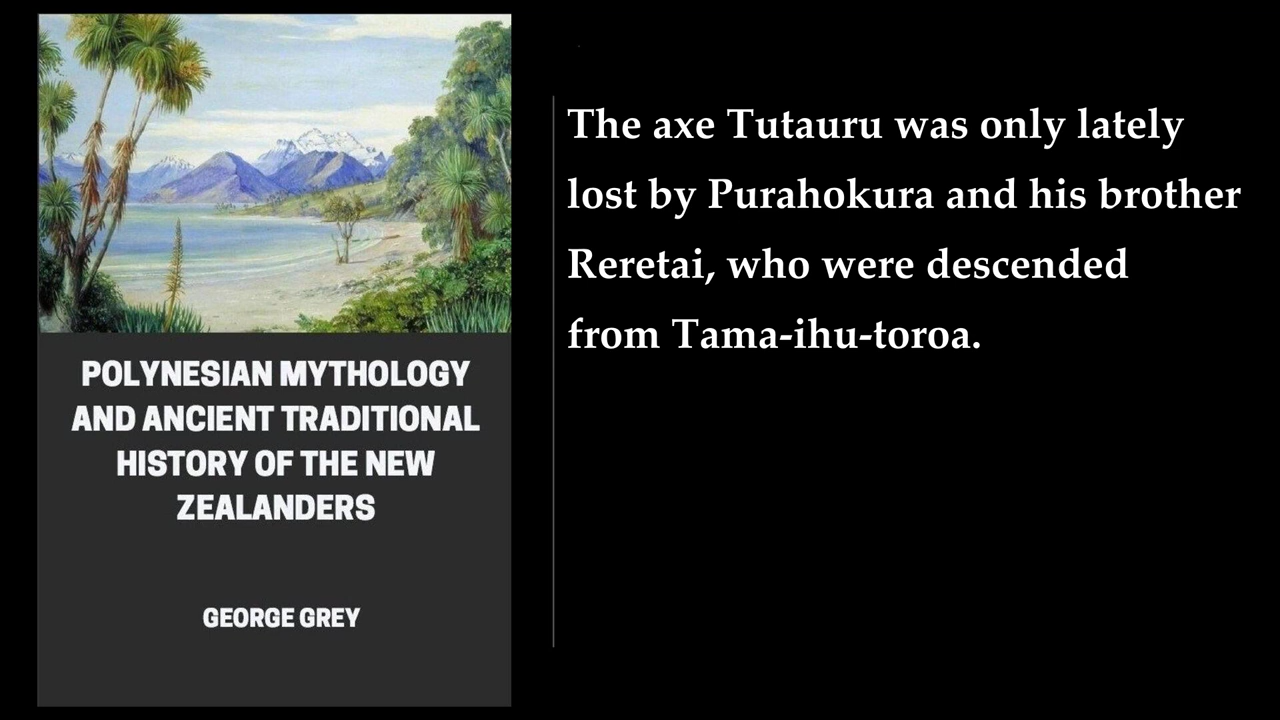 POLYNESIAN MYTHOLOGY
AND ANCIENT TRADITIONAL
HISTORY OF THE NEW
ZEALANDERS
GEORGE GREY
The axe Tutauru was only lately
lost by Purahokura and his brother
Reretai, who were descended
from Tama-ihu-toroa.